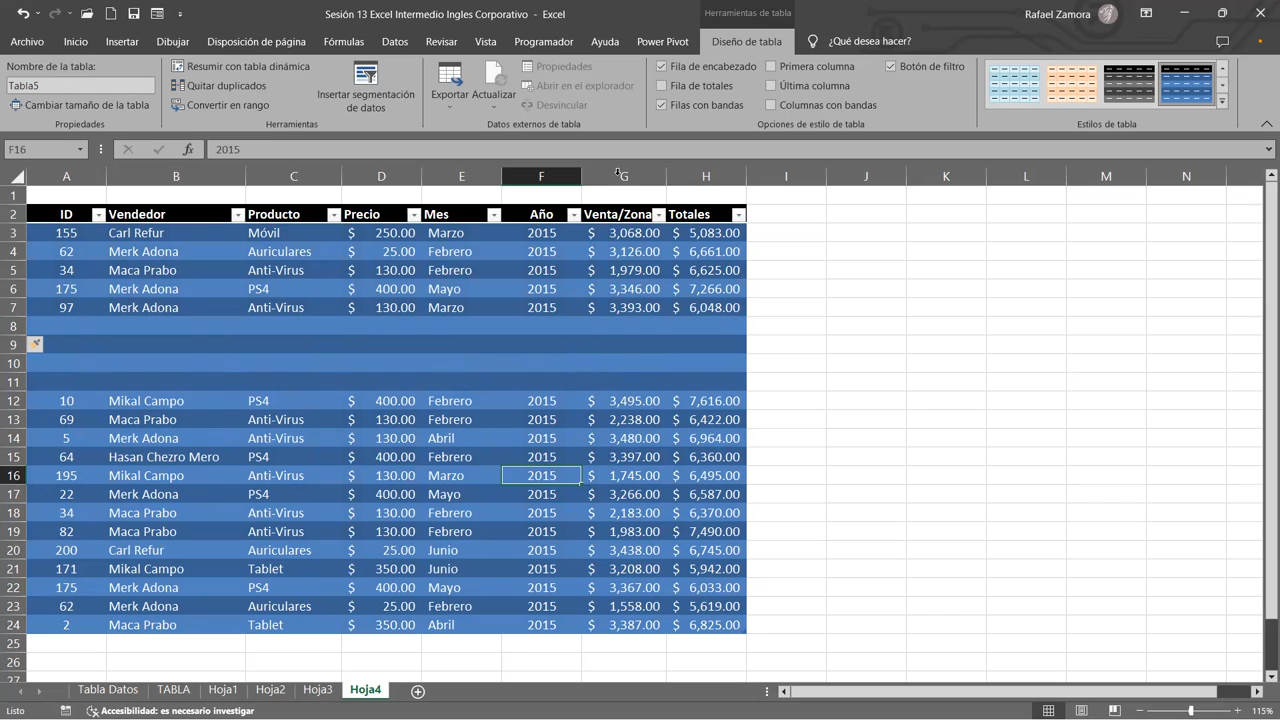 Sesión 13 Excel Intermedio Ingles Corporativo - Excel
Herramientas de tabla
Rafael Zamora
Archivo Inicio Insertar Dibujar Disposición de página Fórmulas Datos Revisar Vista Programador Ayuda Power Pivot Diseño de tabla ¿Qué desea hacer?
Nombre de la tabla:
Tabla5
Cambiar tamaño de la tabla
Propiedades
Resumir con tabla dinámica
Quitar duplicados
Convertir en rango
Insertar segmentación
de datos
Herramientas
Exportar Actualizar
Propiedades
Abrir en el explorador
Desvincular
Datos externos de tabla
Fila de encabezado Primera columna Botón de filtro
Fila de totales Última columna
Filas con bandas Columnas con bandas
Opciones de estilo de tabla
Estilos de tabla
F16 fx 2015
A B C D E F G H I J K L M N
1
2 ID Vendedor Producto Precio Mes Año Venta/Zona Totales
3 155 Carl Refur Móvil $ 250.00 Marzo 2015 $ 3,068.00 $ 5,083.00
4 62 Merk Adona Auriculares $ 25.00 Febrero 2015 $ 3,126.00 $ 6,661.00
5 34 Maca Prabo Anti-Virus $ 130.00 Febrero 2015 $ 1,979.00 $ 6,625.00
6 175 Merk Adona PS4 $ 400.00 Mayo 2015 $ 3,346.00 $ 7,266.00
7 97 Merk Adona Anti-Virus $ 130.00 Marzo 2015 $ 3,393.00 $ 6,048.00
8
9
10
11
12 10 Mikal Campo PS4 $ 400.00 Febrero 2015 $ 3,495.00 $ 7,616.00
13 69 Maca Prabo Anti-Virus $ 130.00 Febrero 2015 $ 2,238.00 $ 6,422.00
14 5 Merk Adona Anti-Virus $ 130.00 Abril 2015 $ 3,480.00 $ 6,964.00
15 64 Hasan Chezro Mero PS4 $ 400.00 Febrero 2015 $ 3,397.00 $ 6,360.00
16 195 Mikal Campo Anti-Virus $ 130.00 Marzo 2015 $ 1,745.00 $ 6,495.00
17 22 Merk Adona PS4 $ 400.00 Mayo 2015 $ 3,266.00 $ 6,587.00
18 34 Maca Prabo Anti-Virus $ 130.00 Febrero 2015 $ 2,183.00 $ 6,370.00
19 82 Maca Prabo Anti-Virus $ 130.00 Febrero 2015 $ 1,983.00 $ 7,490.00
20 200 Carl Refur Auriculares $ 25.00 Junio 2015 $ 3,438.00 $ 6,745.00
21 171 Mikal Campo Tablet $ 350.00 Junio 2015 $ 3,208.00 $ 5,942.00
22 175 Merk Adona PS4 $ 400.00 Mayo 2015 $ 3,367.00 $ 6,033.00
23 62 Merk Adona Auriculares $ 25.00 Febrero 2015 $ 1,558.00 $ 5,619.00
24 2 Maca Prabo Tablet $ 350.00 Abril 2015 $ 3,387.00 $ 6,825.00
25
26
27
Tabla Datos TABLA Hoja1 Hoja2 Hoja3 Hoja4
Listo Accesibilidad: es necesario investigar 115%